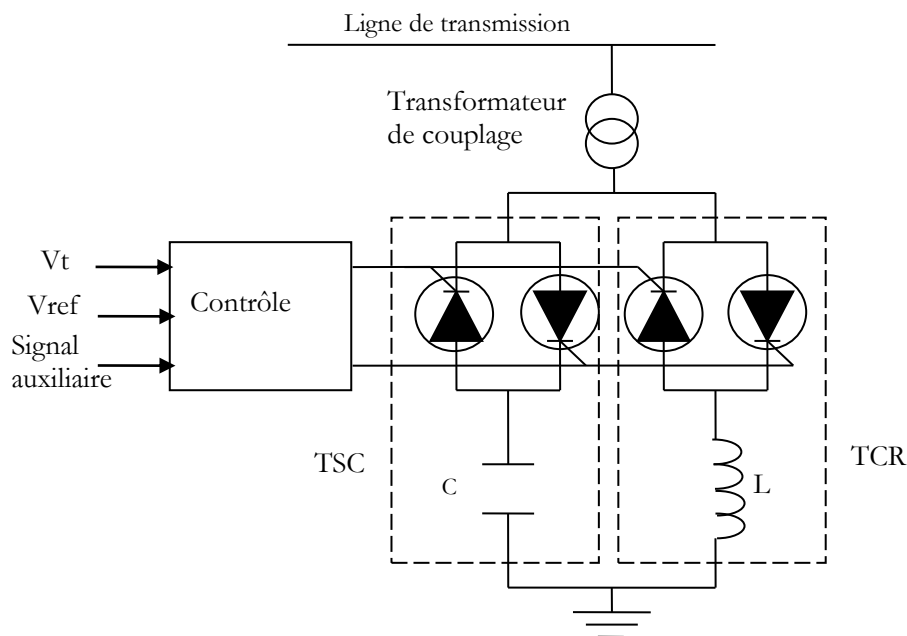 Ligne de transmission
Transformateur
de couplage
Vt
Vref
Signal
auxiliaire
Contrôle
TSC
C
L
TCR